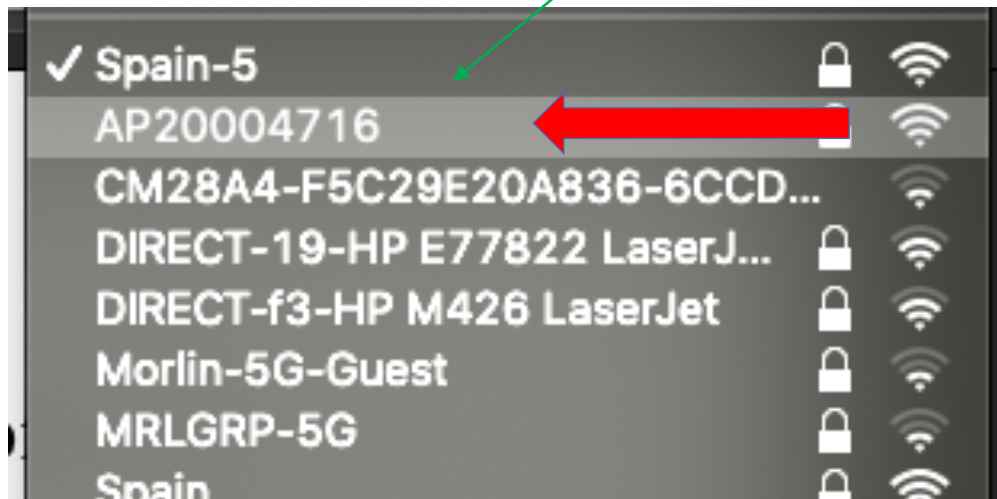 ✓ Spain-5
AP20004716
CM28A4-F5C29E20A836-6CCD...
DIRECT-19-HP E77822 LaserJ...
DIRECT-f3-HP M426 LaserJet
Morlin-5G-Guest
MRLGRP-5G
Spain